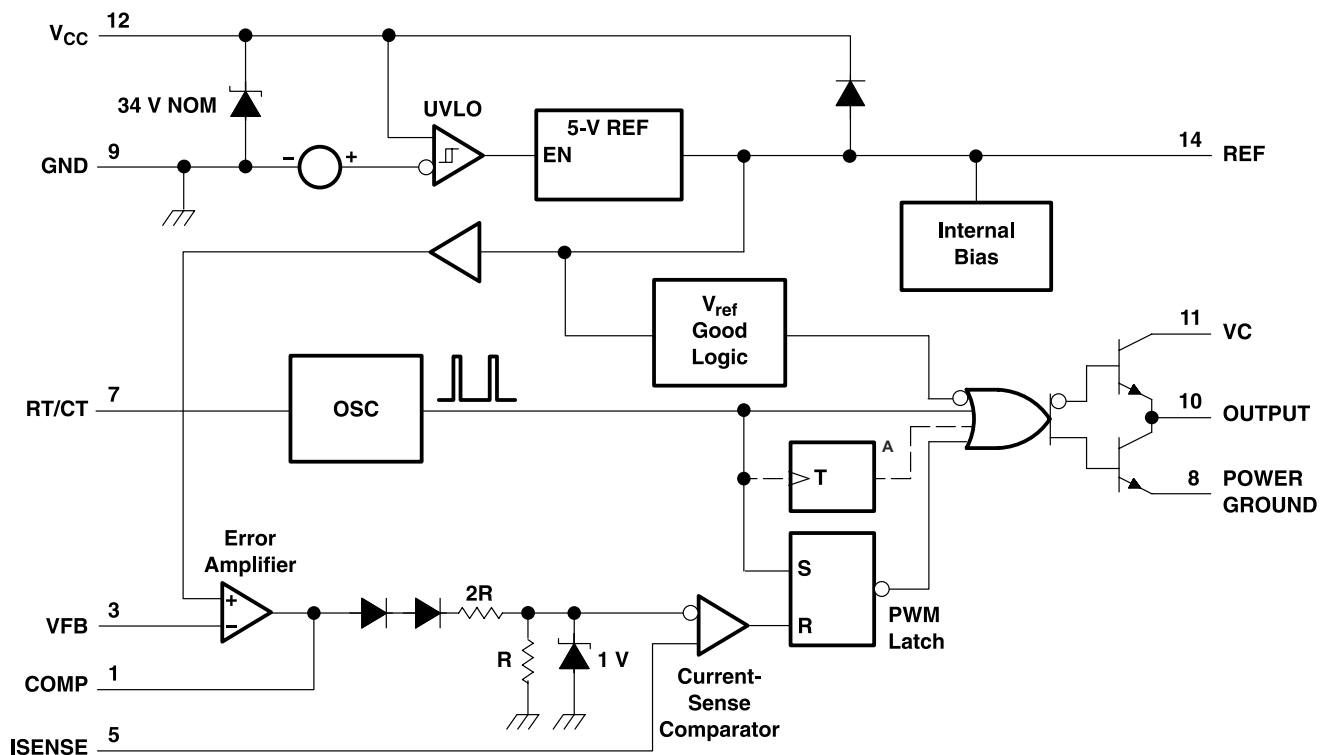 12
VCC
34 V NOM
UVLO
5-V REF
EN
9
GND
−
+
14
REF
Internal
Bias
Vref
Good
Logic
11
VC
7
RT/CT
OSC
10
OUTPUT
A
T
8
POWER
GROUND
Error
Amplifier
+
−
3
VFB
2R
S
R
PWM
Latch
R
1 V
1
COMP
Current-
Sense
Comparator
5
ISENSE